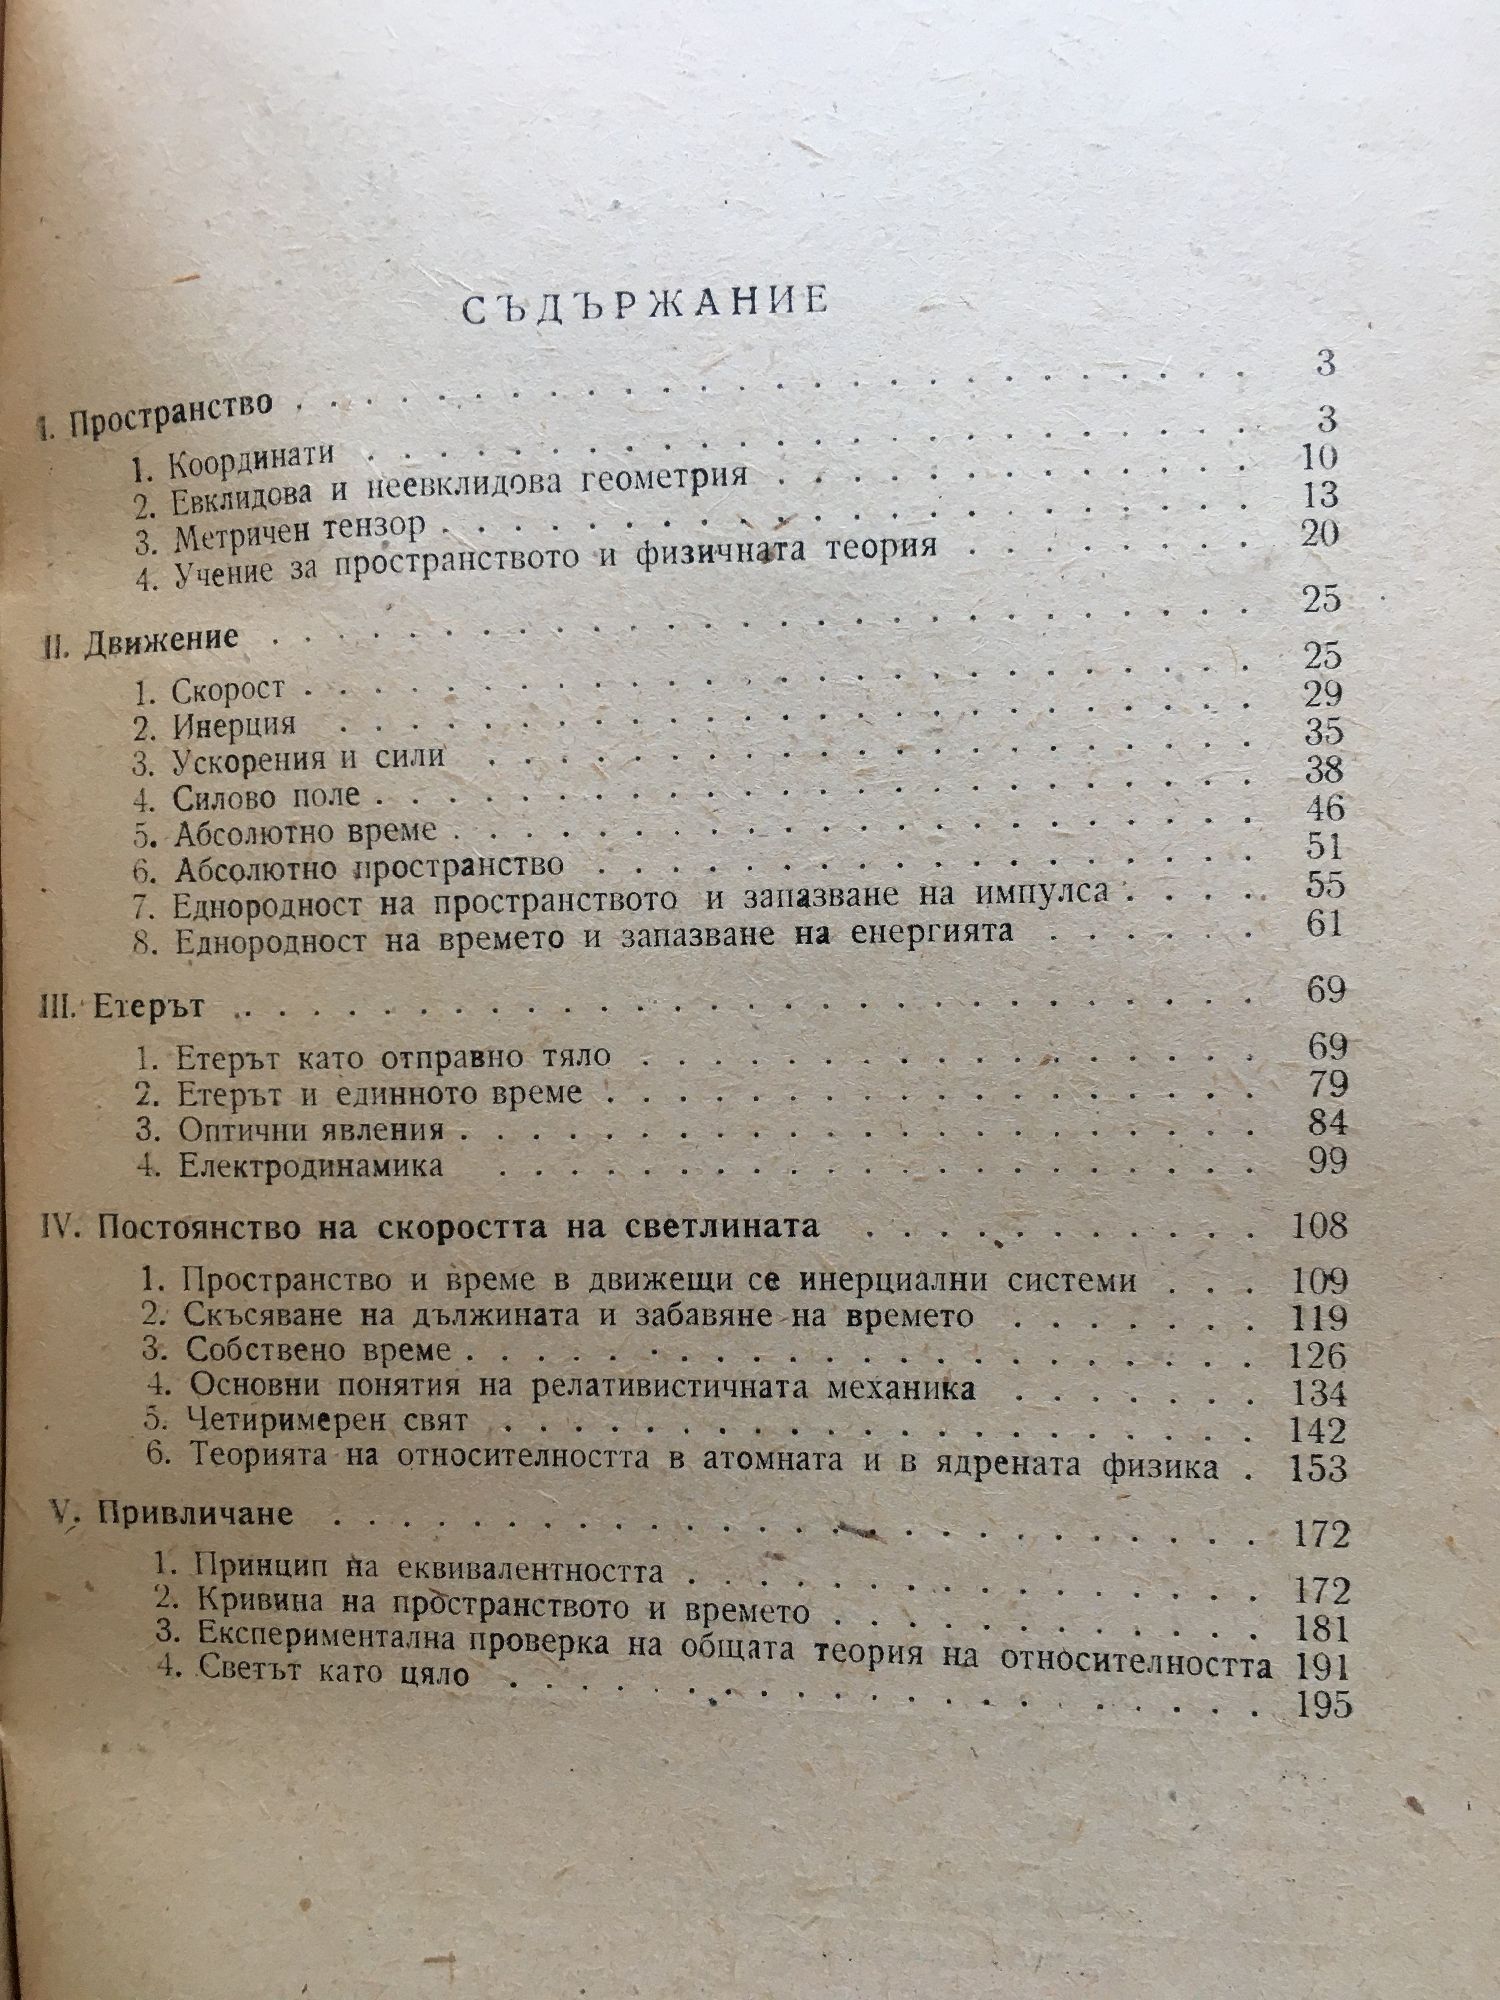 СЪДЪРЖАНИЕ
I. Пространство . . . . . . . . . . . . . . . . . . . . . . . . . . . 3
1. Координати . . . . . . . . . . . . . . . . . . . . . . . . . 3
2. Евклидова и неевклидова геометрия . . . . . . . . . . . . . . 10
3. Метричен тензор . . . . . . . . . . . . . . . . . . . . . . . 13
4. Учение за пространството и физичната теория . . . . . . . . 20
II. Движение . . . . . . . . . . . . . . . . . . . . . . . . . . . 25
1. Скорост . . . . . . . . . . . . . . . . . . . . . . . . . . . 25
2. Инерция . . . . . . . . . . . . . . . . . . . . . . . . . . 29
3. Ускорения и сили . . . . . . . . . . . . . . . . . . . . . . 35
4. Силово поле . . . . . . . . . . . . . . . . . . . . . . . . . 38
5. Абсолютно време . . . . . . . . . . . . . . . . . . . . . . . 46
6. Абсолютно пространство . . . . . . . . . . . . . . . . . . . 51
7. Еднородност на пространството и запазване на импулса . . . . 55
8. Еднородност на времето и запазване на енергията . . . . . . 61
III. Етерът . . . . . . . . . . . . . . . . . . . . . . . . . . . . 69
1. Етерът като отправно тяло . . . . . . . . . . . . . . . . . . 69
2. Етерът и единното време . . . . . . . . . . . . . . . . . . . 79
3. Оптични явления . . . . . . . . . . . . . . . . . . . . . . . 84
4. Електродинамика . . . . . . . . . . . . . . . . . . . . . . 99
IV. Постоянство на скоростта на светлината . . . . . . . . . . . 108
1. Пространство и време в движещи се инерциални системи . . . 109
2. Скъсяване на дължината и забавяне на времето . . . . . . . 119
3. Собствено време . . . . . . . . . . . . . . . . . . . . . . . 126
4. Основни понятия на релативистичната механика . . . . . . . 134
5. Четиримерен свят . . . . . . . . . . . . . . . . . . . . . . 142
6. Теорията на относителността в атомната и в ядрената физика . 153
V. Привличане . . . . . . . . . . . . . . . . . . . . . . . . . . 172
1. Принцип на еквивалентността . . . . . . . . . . . . . . . . . 172
2. Кривина на пространството и времето . . . . . . . . . . . . . 181
3. Експериментална проверка на общата теория на относителността 191
4. Светът като цяло . . . . . . . . . . . . . . . . . . . . . . 195